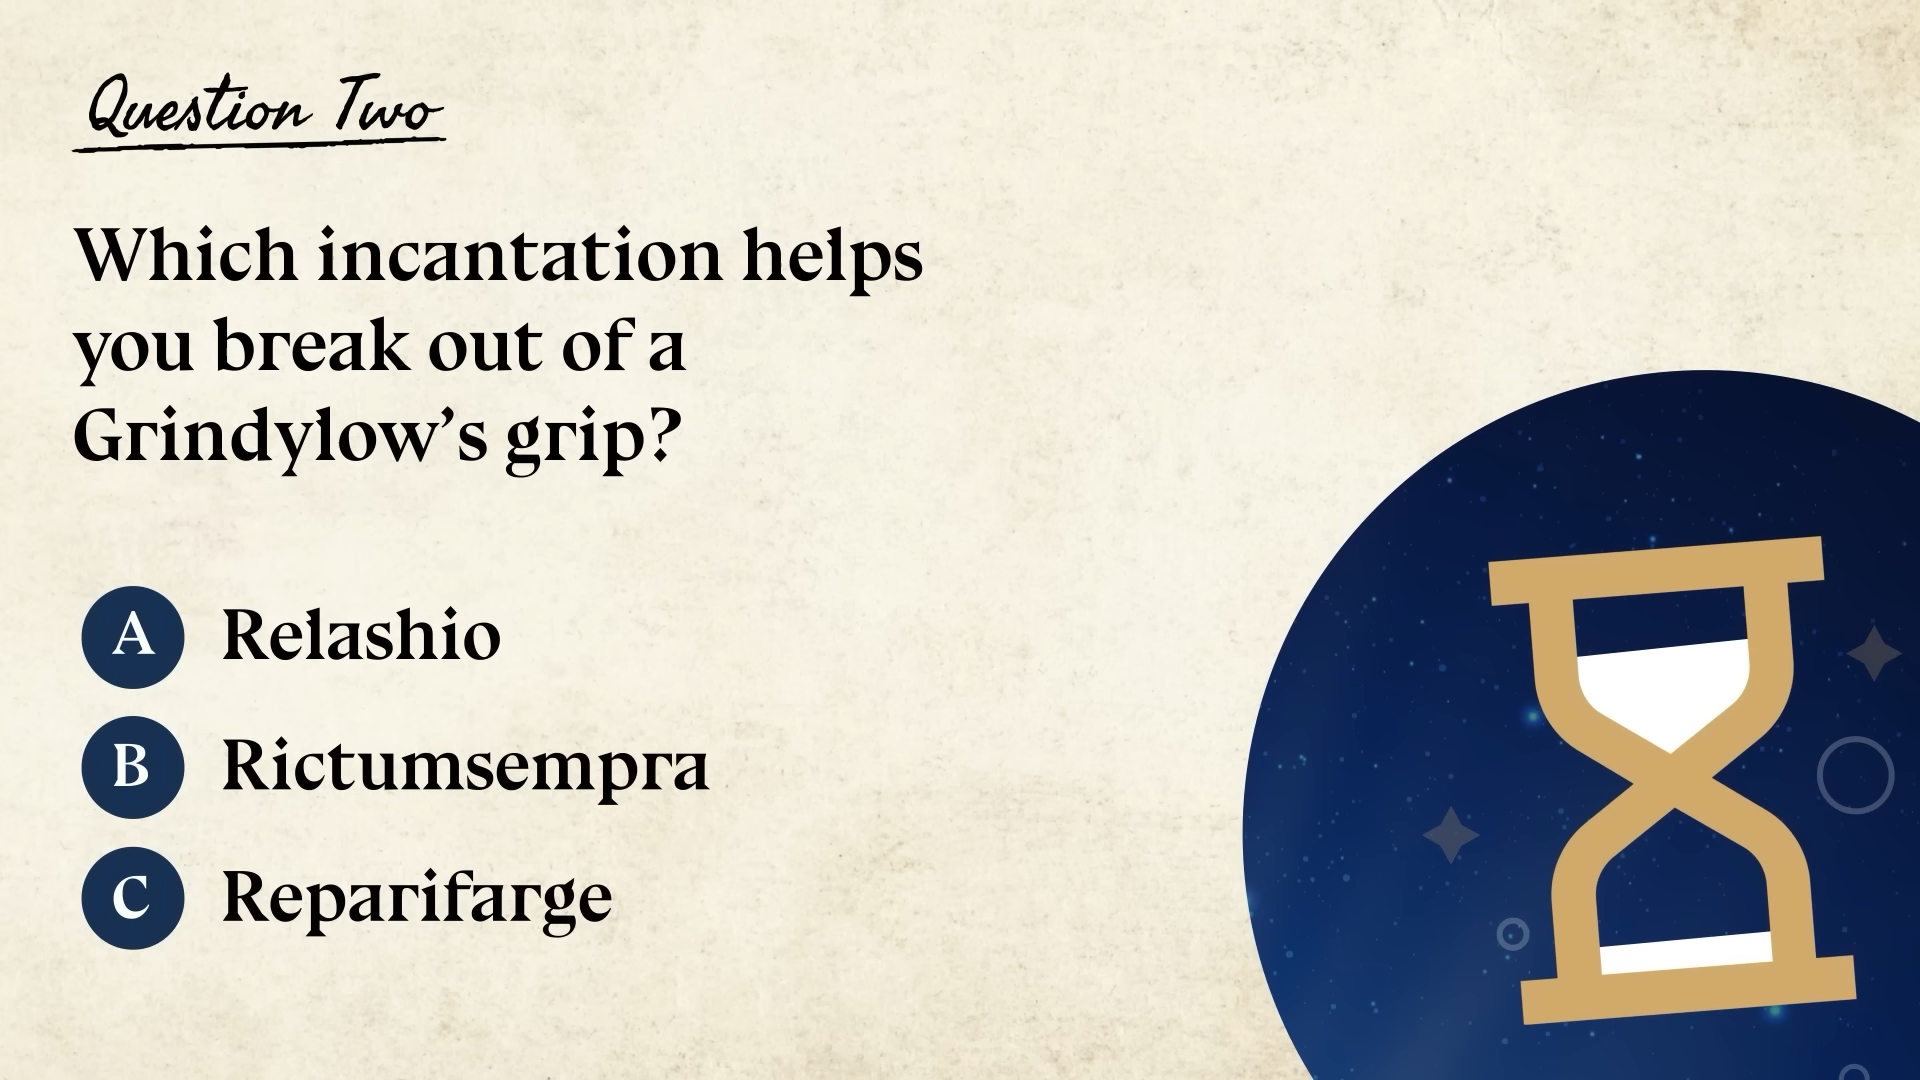 Question Two
Which incantation helps
you break out of a
Grindylow’s grip?
A Relashio
B Rictumsempra
C Reparifarge